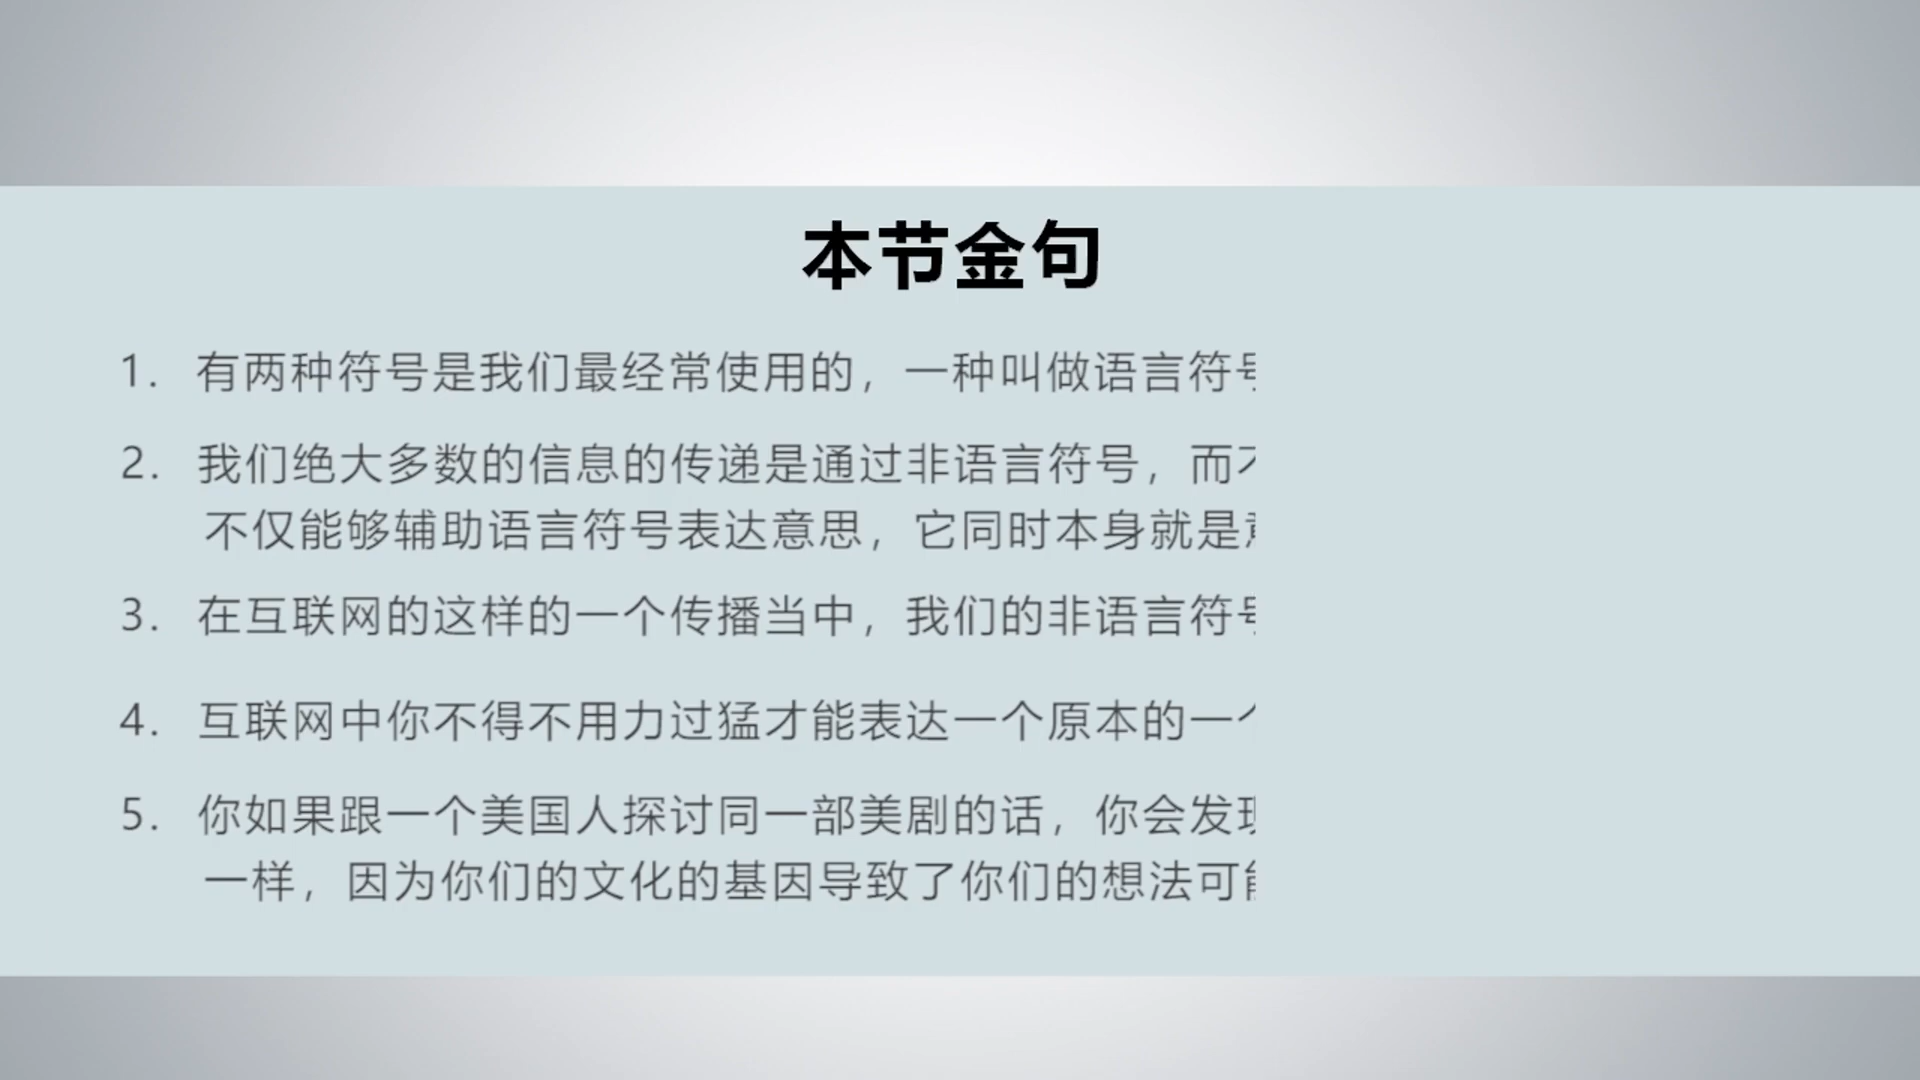 本节金句
1. 有两种符号是我们最经常使用的，一种叫做语言符
2. 我们绝大多数的信息的传递是通过非语言符号，而
不仅能够辅助语言符号表达意思，它同时本身就是
3. 在互联网的这样的一个传播当中，我们的非语言符
4. 互联网中你不得不用力过猛才能表达一个原本的一
5. 你如果跟一个美国人探讨同一部美剧的话，你会发
一样，因为你们的文化的基因导致了你们的想法可